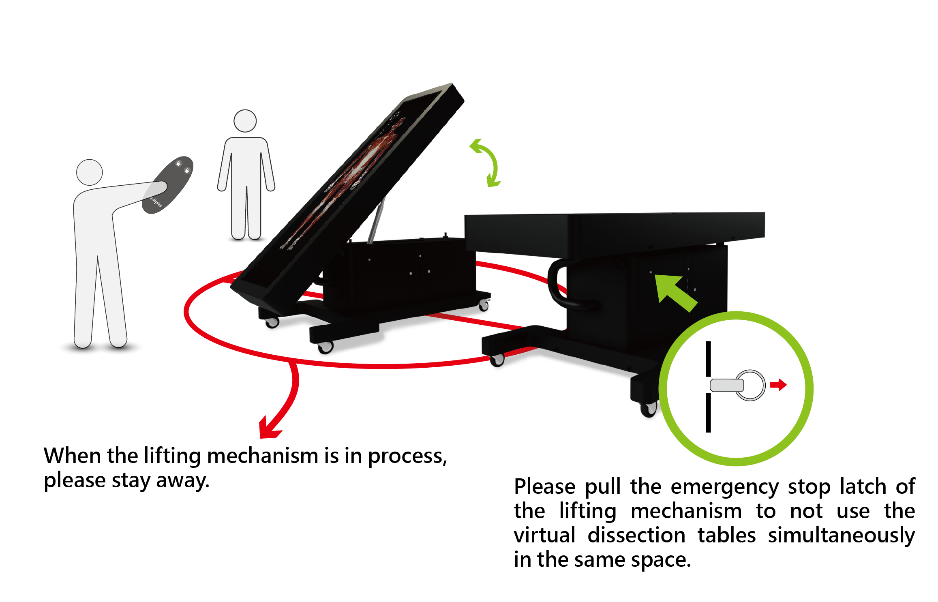 When the lifting mechanism is in process,
please stay away.
Please pull the emergency stop latch of
the lifting mechanism to not use the
virtual dissection tables simultaneously
in the same space.